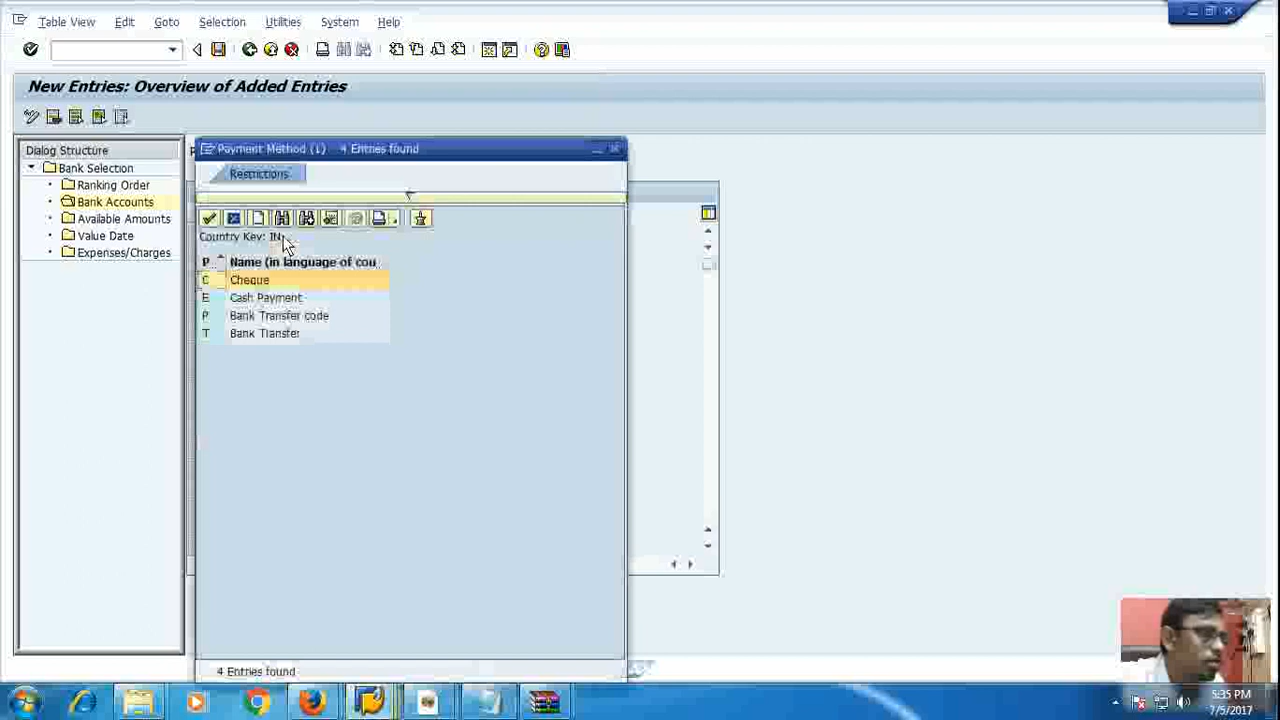 Table View Edit Goto Selection Utilities System Help
New Entries: Overview of Added Entries
Dialog Structure
Bank Selection
Ranking Order
Bank Accounts
Available Amounts
Value Date
Expenses/Charges
Payment Method (1) 4 Entries found
Restrictions
Country Key: IN
P.. Name (in language of cou
C Cheque
E Cash Payment
P Bank Transfer code
T Bank Transfer
4 Entries found
5:35 PM
7/5/2017